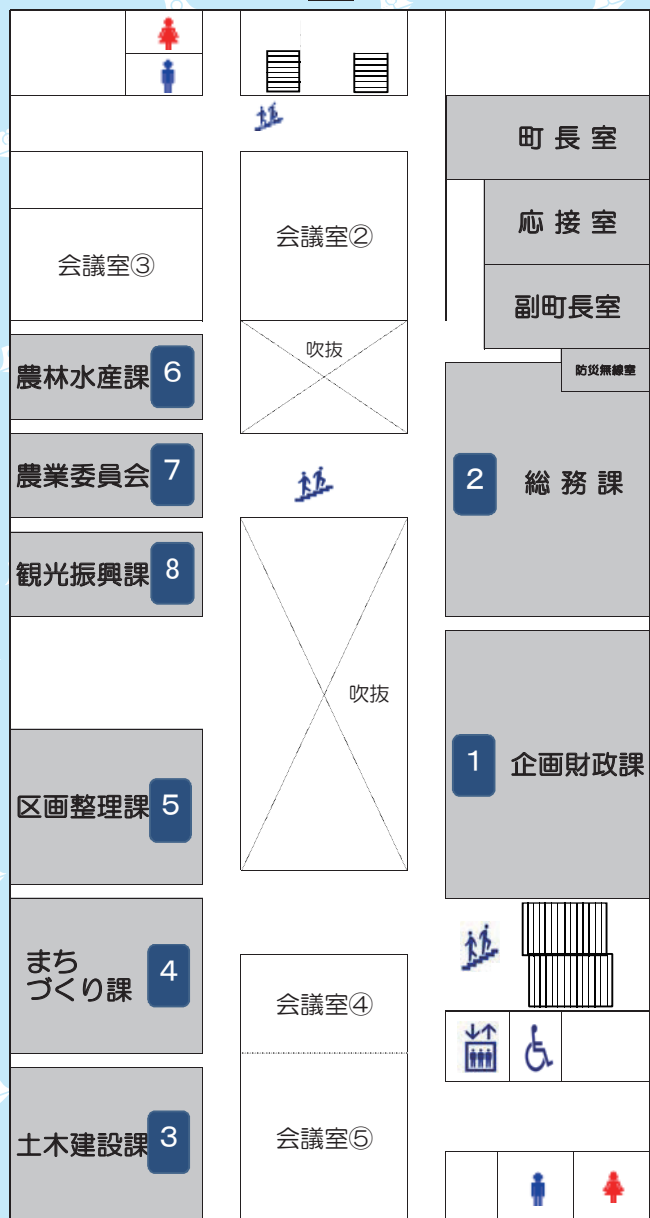 町長室
会議室②
応接室
会議室③
副町長室
吹抜
防災無線室
農林水産課 6
2 総務課
農業委員会 7
観光振興課 8
吹抜
1 企画財政課
区画整理課 5
まち
づくり課 4
会議室④
土木建設課 3
会議室⑤